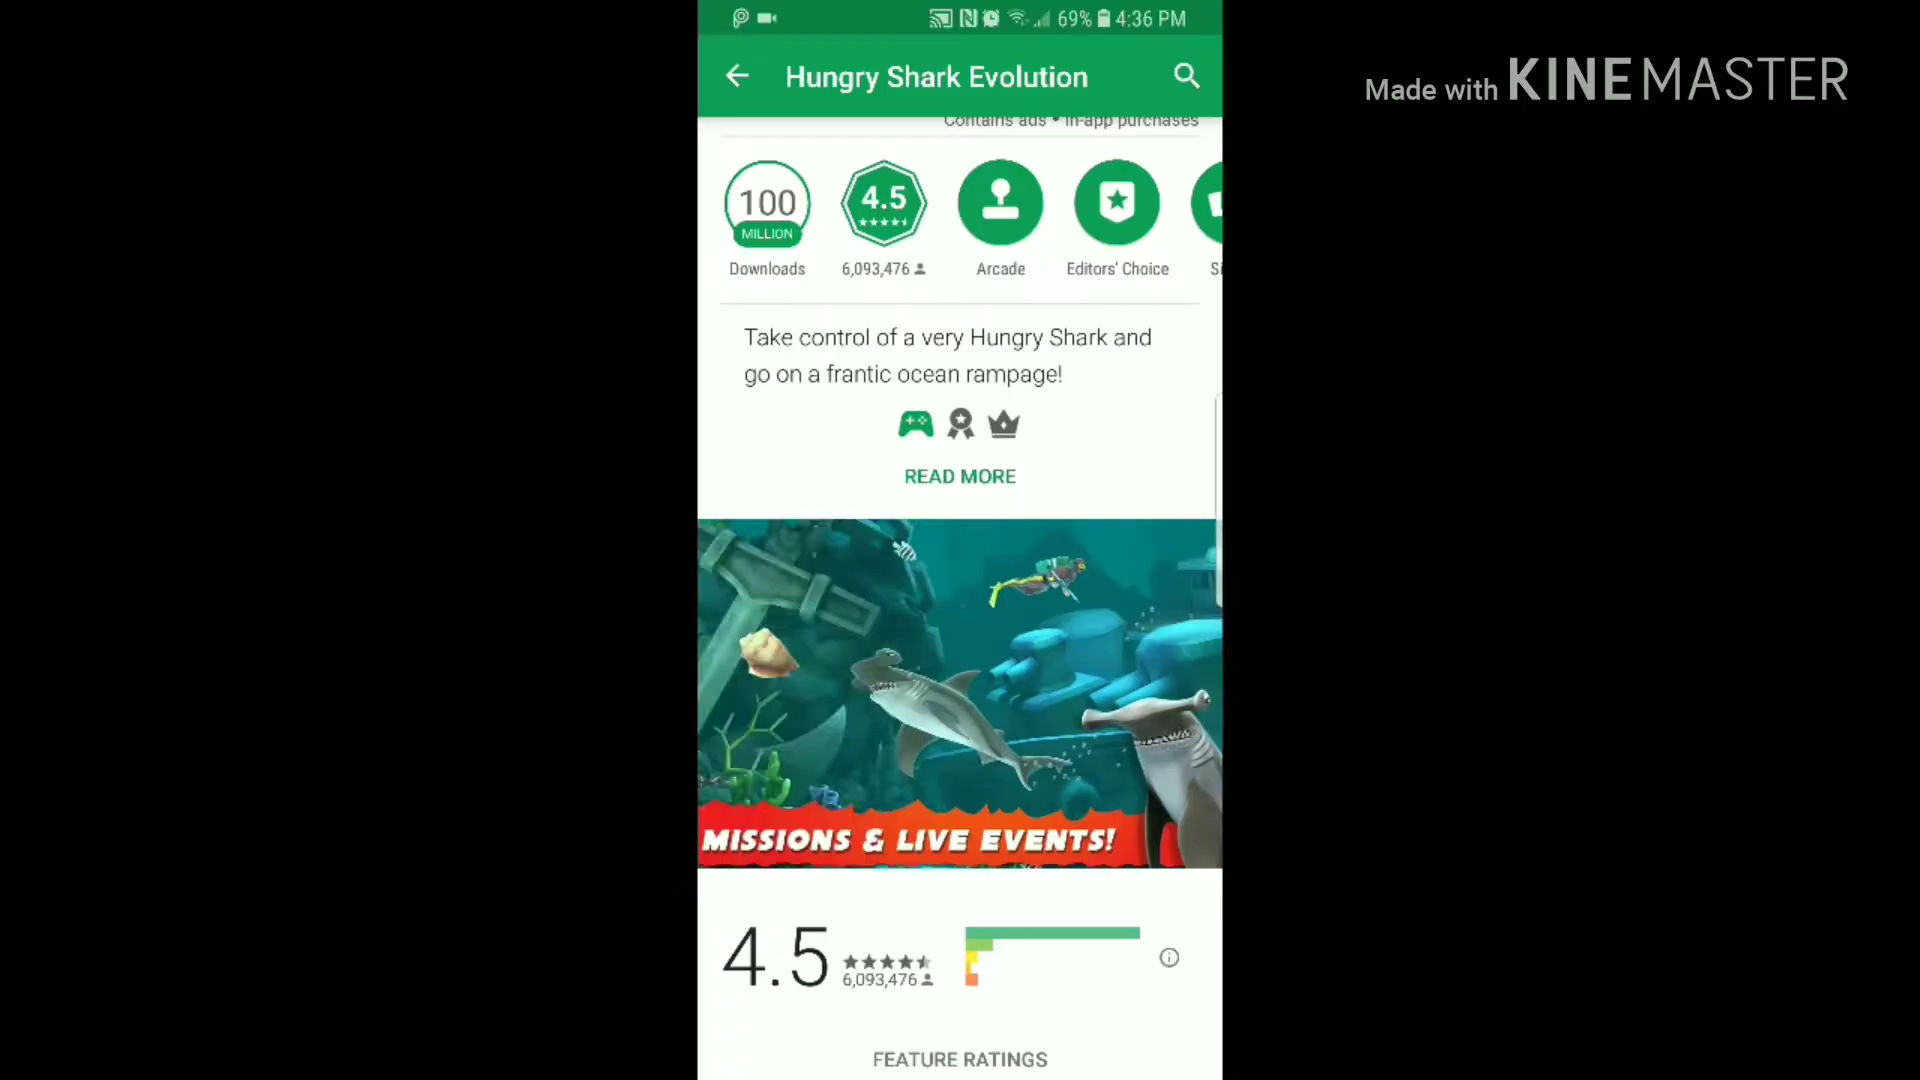 69% 4:36 PM
Hungry Shark Evolution
Made with KINEMASTER
Contains ads • In-app purchases
100
MILLION
Downloads
4.5
6,093,476
Arcade
Editors' Choice
Si
Take control of a very Hungry Shark and
go on a frantic ocean rampage!
READ MORE
MISSIONS & LIVE EVENTS!
4.5
6,093,476
FEATURE RATINGS